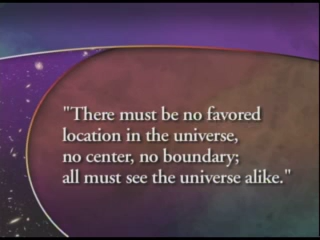 "There must be no favored
location in the universe,
no center, no boundary;
all must see the universe alike."